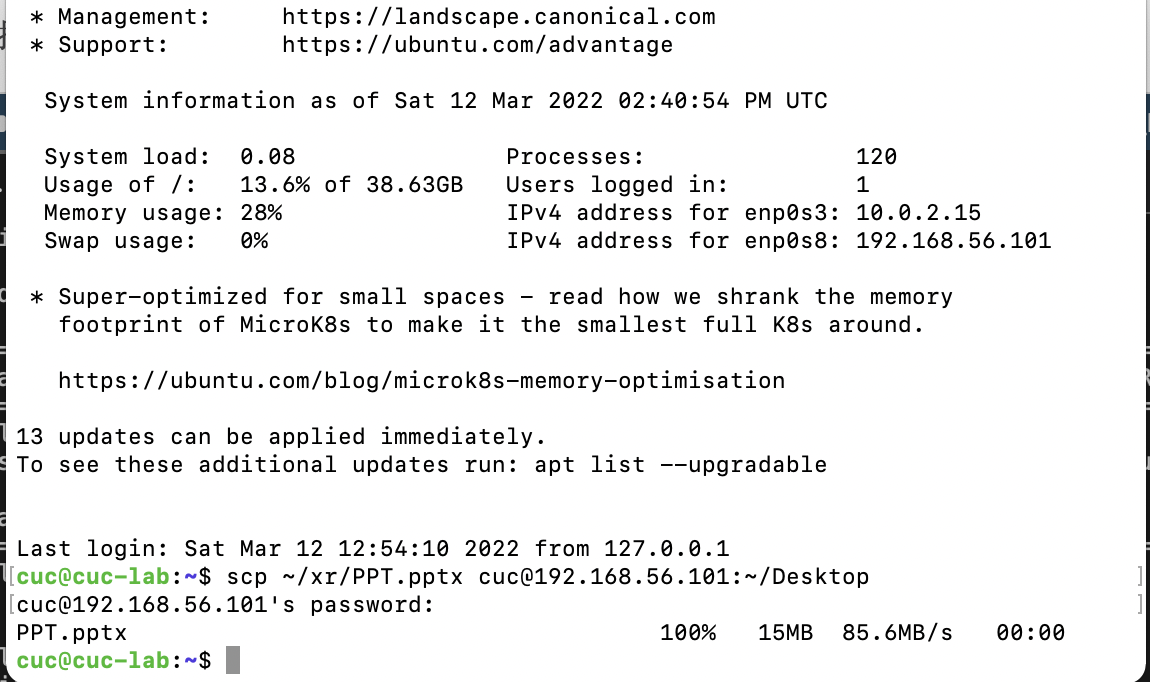 * Management:     https://landscape.canonical.com
* Support:        https://ubuntu.com/advantage
System information as of Sat 12 Mar 2022 02:40:54 PM UTC
System load:  0.08               Processes:               120
Usage of /:   13.6% of 38.63GB   Users logged in:         1
Memory usage: 28%                IPv4 address for enp0s3: 10.0.2.15
Swap usage:   0%                 IPv4 address for enp0s8: 192.168.56.101
* Super-optimized for small spaces - read how we shrank the memory
footprint of MicroK8s to make it the smallest full K8s around.
https://ubuntu.com/blog/microk8s-memory-optimisation
13 updates can be applied immediately.
To see these additional updates run: apt list --upgradable
Last login: Sat Mar 12 12:54:10 2022 from 127.0.0.1
[cuc@cuc-lab:~$ scp ~/xr/PPT.pptx cuc@192.168.56.101:~/Desktop ]
[cuc@192.168.56.101's password: ]
PPT.pptx                                      100%   15MB  85.6MB/s   00:00
cuc@cuc-lab:~$